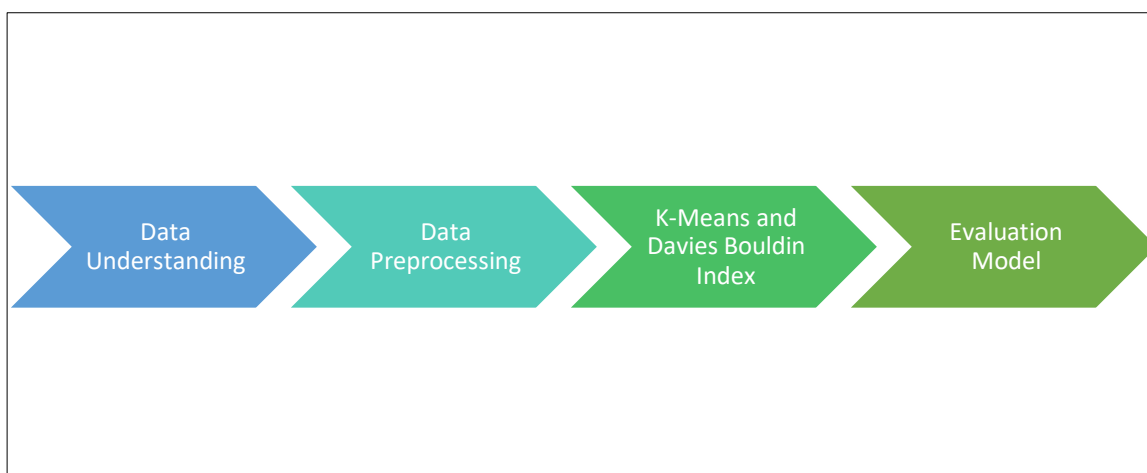 Data
Understanding
Data
Preprocessing
K-Means and
Davies Bouldin
Index
Evaluation
Model